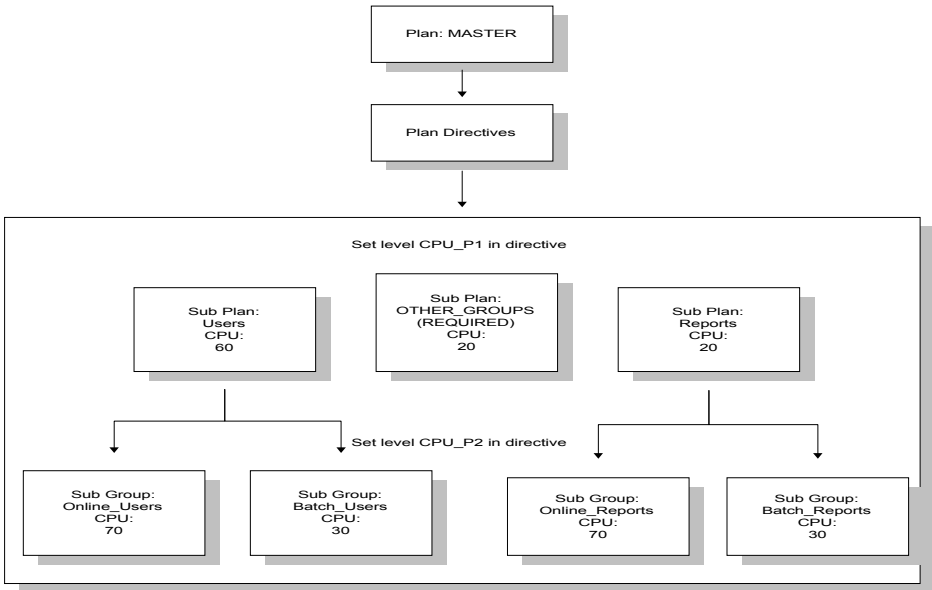 Plan: MASTER
Plan Directives
Set level CPU_P1 in directive
Sub Plan:
Users
CPU:
60
Sub Plan:
OTHER_GROUPS
(REQUIRED)
CPU:
20
Sub Plan:
Reports
CPU:
20
Set level CPU_P2 in directive
Sub Group:
Online_Users
CPU:
70
Sub Group:
Batch_Users
CPU:
30
Sub Group:
Online_Reports
CPU:
70
Sub Group:
Batch_Reports
CPU:
30